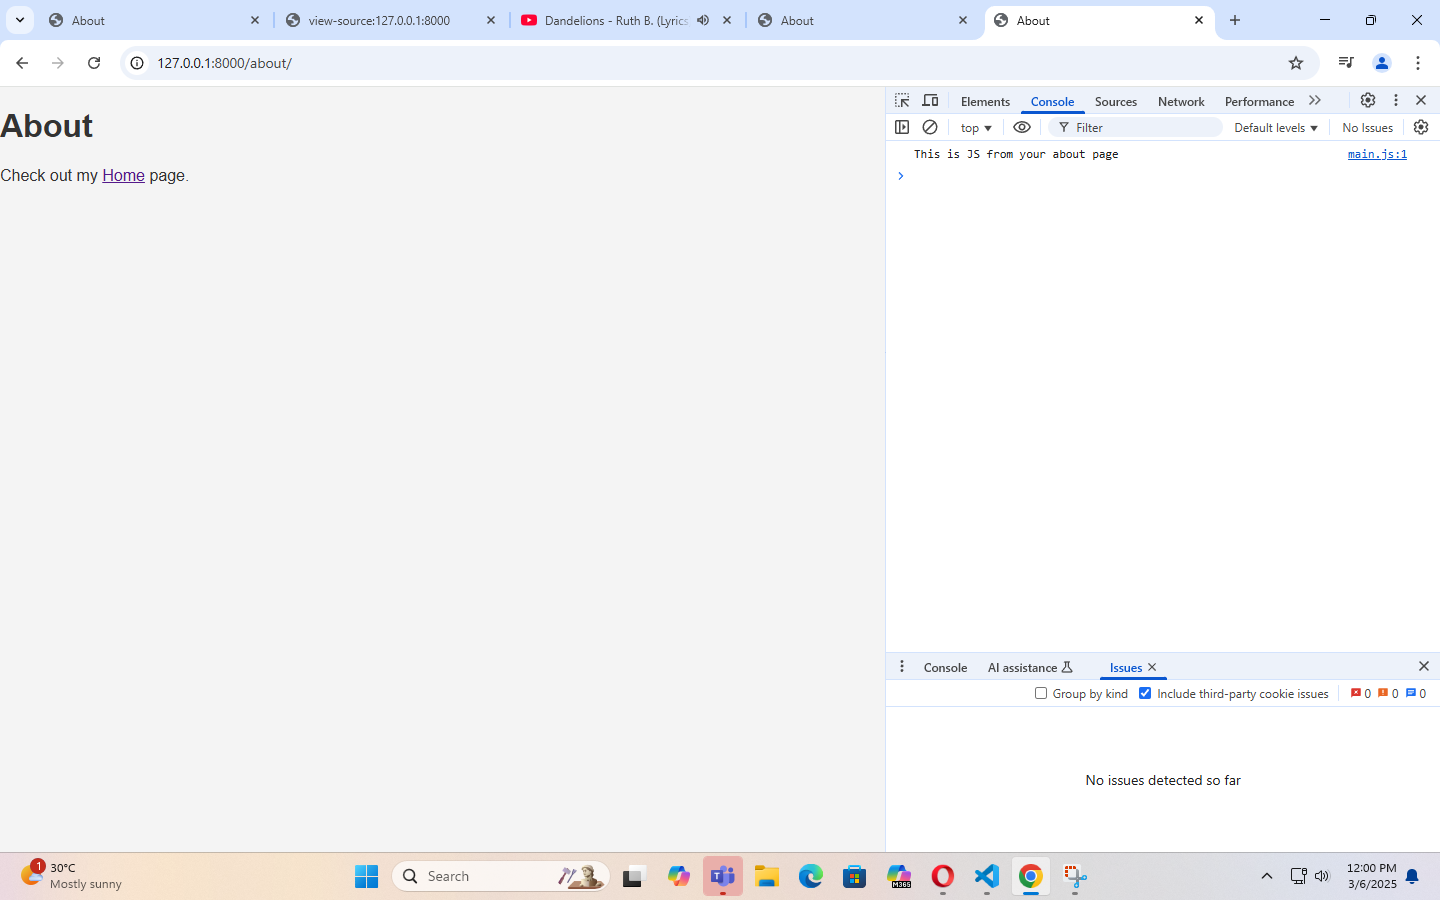 About
view-source:127.0.0.1:8000
Dandelions - Ruth B. (Lyrics
About
About
127.0.0.1:8000/about/
About
Check out my Home page.
Elements Console Sources Network Performance
top Filter Default levels No Issues
This is JS from your about page main.js:1
Console AI assistance Issues
Group by kind Include third-party cookie issues 0 0 0
No issues detected so far
1
30°C
Mostly sunny
Search
M365
12:00 PM
3/6/2025